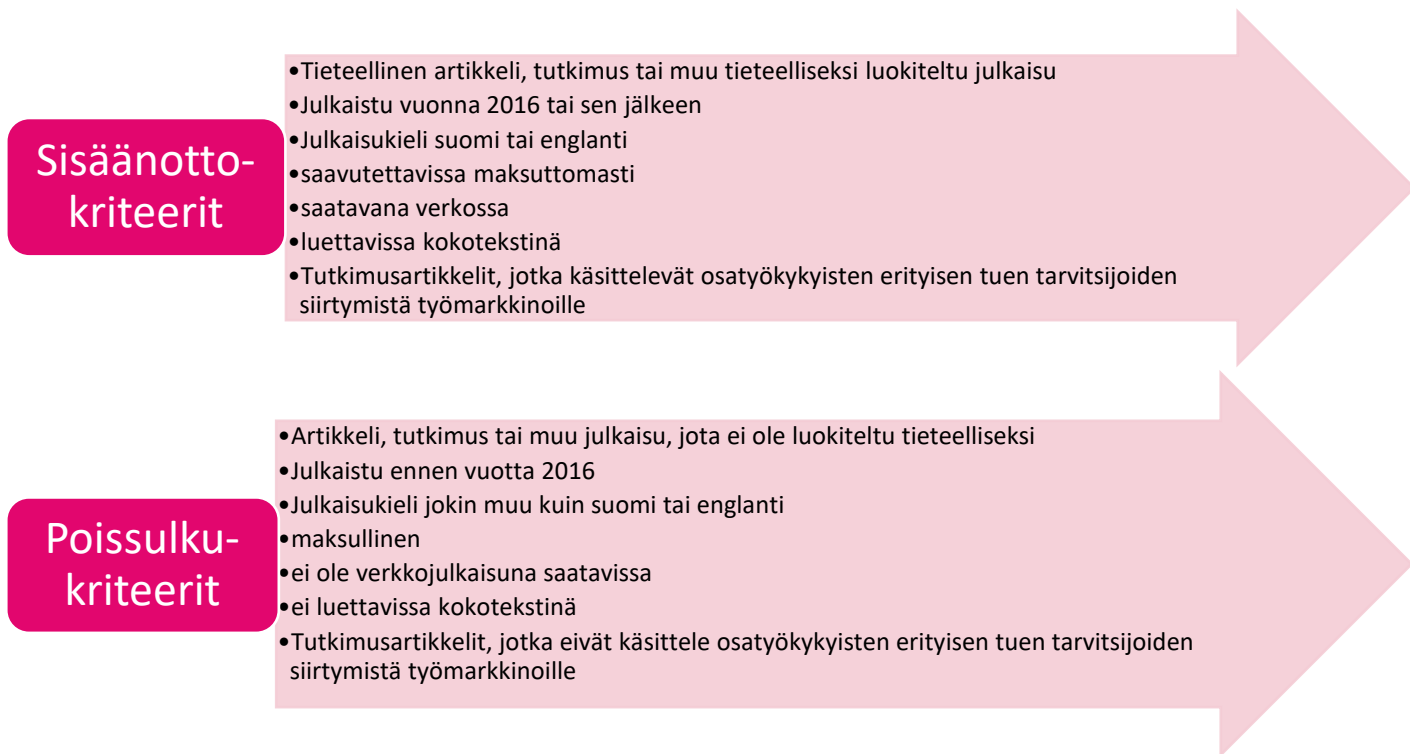 Sisäänotto-
kriteerit
•Tieteellinen artikkeli, tutkimus tai muu tieteelliseksi luokiteltu julkaisu
•Julkaistu vuonna 2016 tai sen jälkeen
•Julkaisukieli suomi tai englanti
•saavutettavissa maksuttomasti
•saatavana verkossa
•luettavissa kokotekstinä
•Tutkimusartikkelit, jotka käsittelevät osatyökykyisten erityisen tuen tarvitsijoiden
siirtymistä työmarkkinoille
Poissulku-
kriteerit
•Artikkeli, tutkimus tai muu julkaisu, jota ei ole luokiteltu tieteelliseksi
•Julkaistu ennen vuotta 2016
•Julkaisukieli jokin muu kuin suomi tai englanti
•maksullinen
•ei ole verkkojulkaisuna saatavissa
•ei luettavissa kokotekstinä
•Tutkimusartikkelit, jotka eivät käsittele osatyökykyisten erityisen tuen tarvitsijoiden
siirtymistä työmarkkinoille